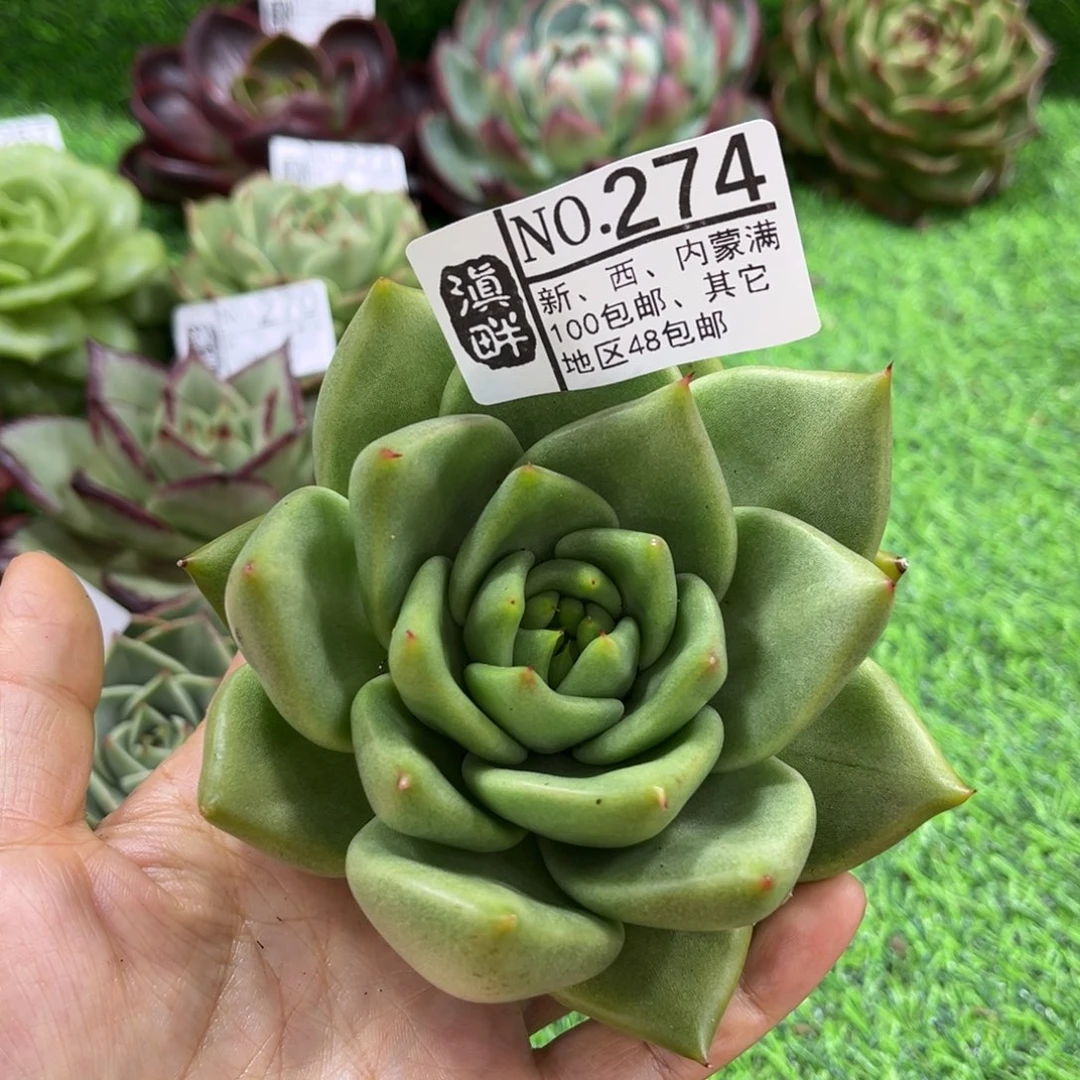 NO.274
滇畔
新、西、内蒙满
100包邮、其它
地区48包邮